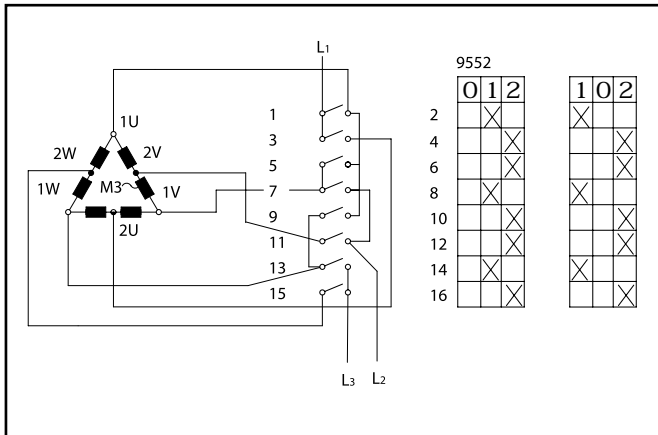 L1
9552
0 1 2 1 0 2
1U
1 2 X X
2W 2V
3 4 X X
5 6 X X
1W M3 1V
7 8 X X
2U
9 10 X X
11 12 X X
13 14 X X
15 16 X X
L3 L2